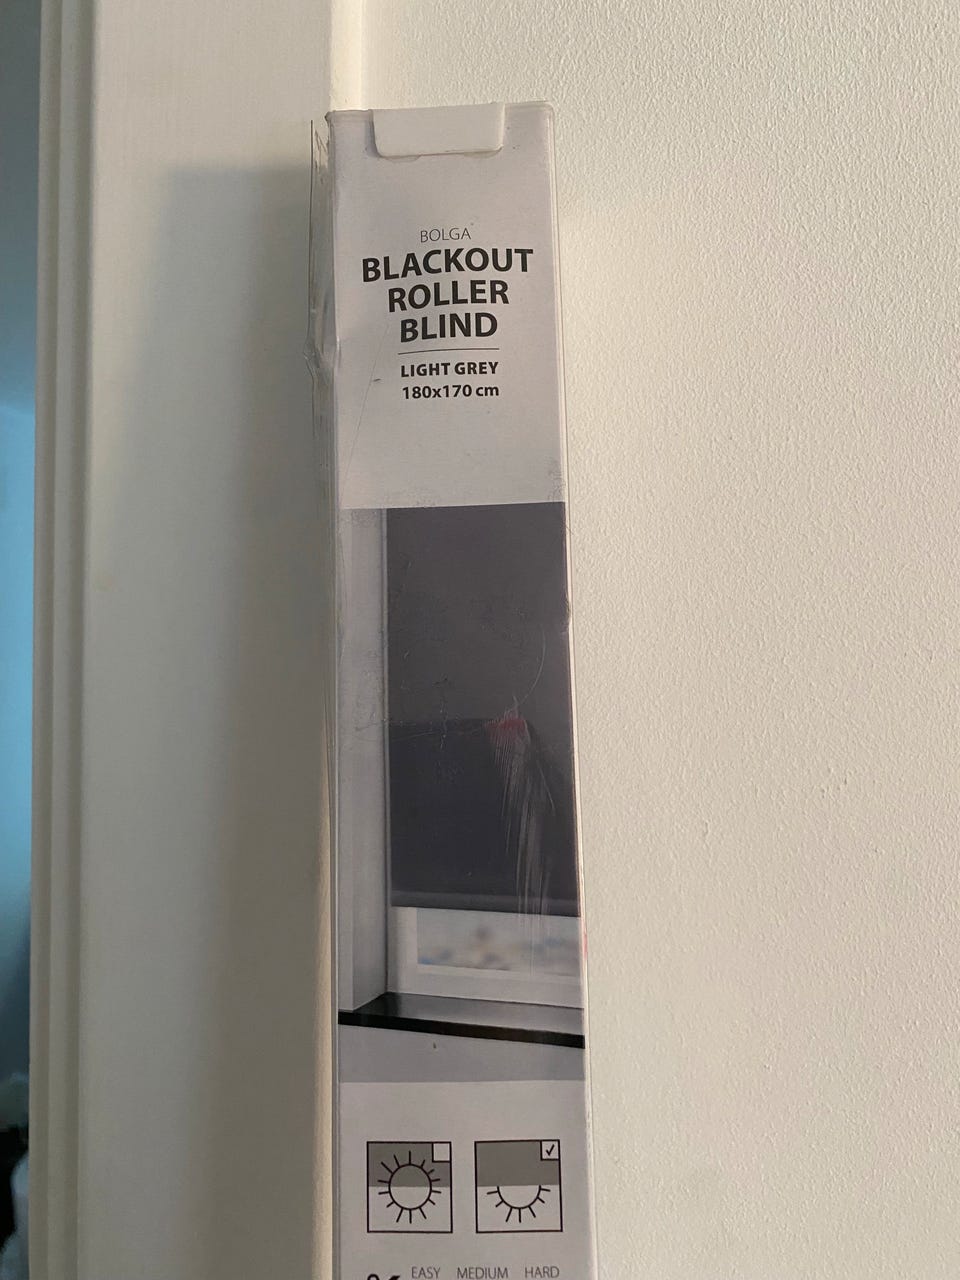 BOLGA
BLACKOUT
ROLLER
BLIND
LIGHT GREY
180x170 cm
EASY MEDIUM HARD